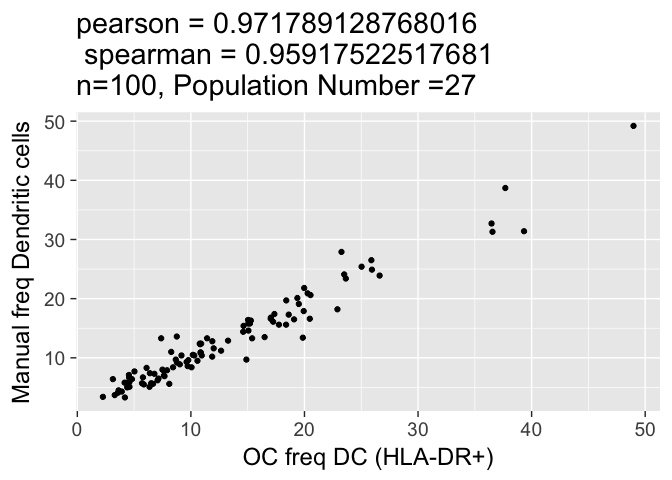 pearson = 0.971789128768016
spearman = 0.95917522517681
n=100, Population Number =27
Manual freq Dendritic cells
50
40
30
20
10
0 10 20 30 40 50
OC freq DC (HLA-DR+)